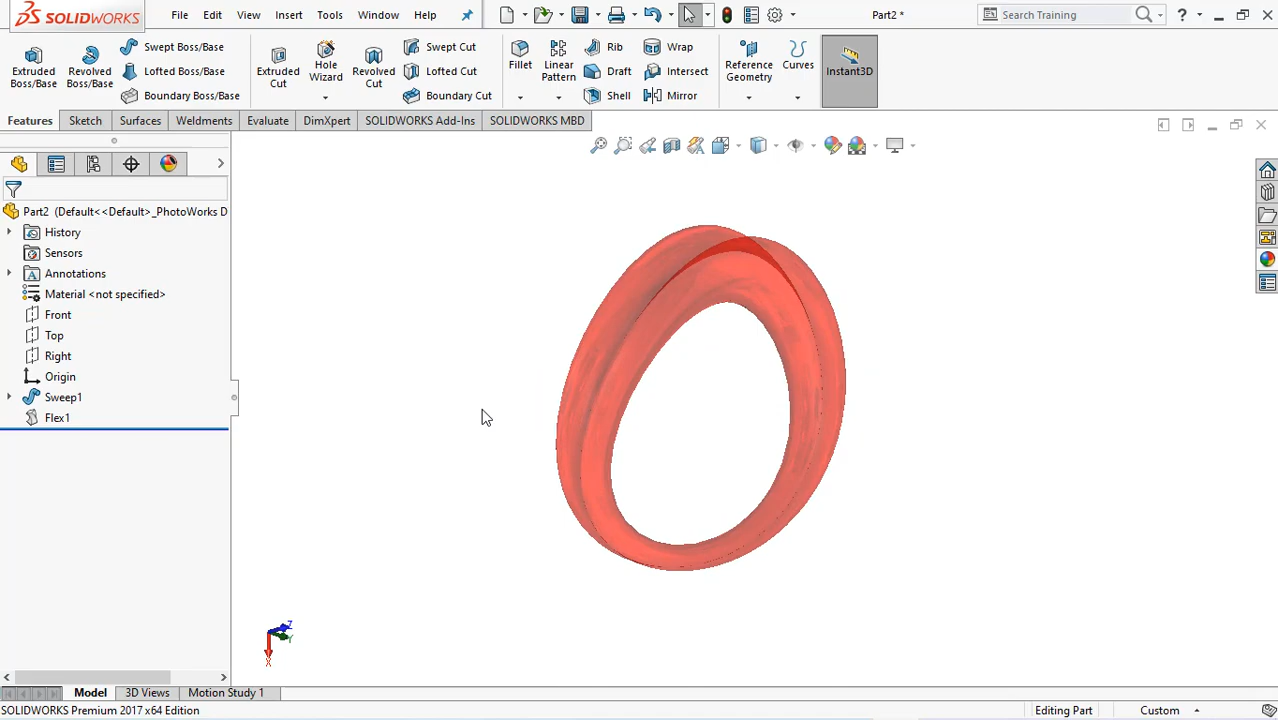 SOLIDWORKS File Edit View Insert Tools Window Help Part2 * Search Training ?
Extruded Boss/Base
Revolved Boss/Base
Swept Boss/Base
Lofted Boss/Base
Boundary Boss/Base
Extruded Cut
Hole Wizard
Revolved Cut
Swept Cut
Lofted Cut
Boundary Cut
Fillet
Linear Pattern
Rib
Draft
Shell
Wrap
Intersect
Mirror
Reference Geometry
Curves
Instant3D
Features Sketch Surfaces Weldments Evaluate DimXpert SOLIDWORKS Add-Ins SOLIDWORKS MBD
Part2 (Default<<Default>_PhotoWorks D
History
Sensors
Annotations
Material <not specified>
Front
Top
Right
Origin
Sweep1
Flex1
Z
Y
X
Model 3D Views Motion Study 1
SOLIDWORKS Premium 2017 x64 Edition Editing Part Custom